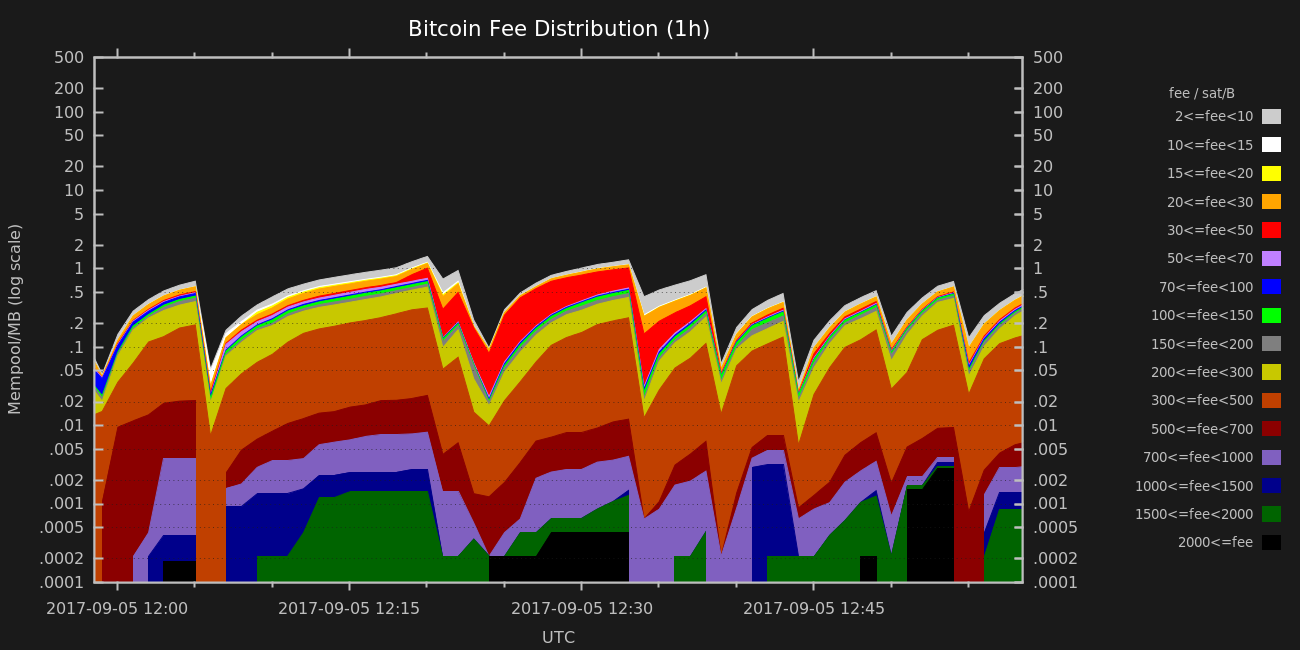 Bitcoin Fee Distribution (1h)
Mempool/MB (log scale)
500 500
200 200
100 100
50 50
20 20
10 10
5 5
2 2
1 1
.5 .5
.2 .2
.1 .1
.05 .05
.02 .02
.01 .01
.005 .005
.002 .002
.001 .001
.0005 .0005
.0002 .0002
.0001 .0001
2017-09-05 12:00 2017-09-05 12:15 2017-09-05 12:30 2017-09-05 12:45
UTC
fee / sat/B
2<=fee<10
10<=fee<15
15<=fee<20
20<=fee<30
30<=fee<50
50<=fee<70
70<=fee<100
100<=fee<150
150<=fee<200
200<=fee<300
300<=fee<500
500<=fee<700
700<=fee<1000
1000<=fee<1500
1500<=fee<2000
2000<=fee